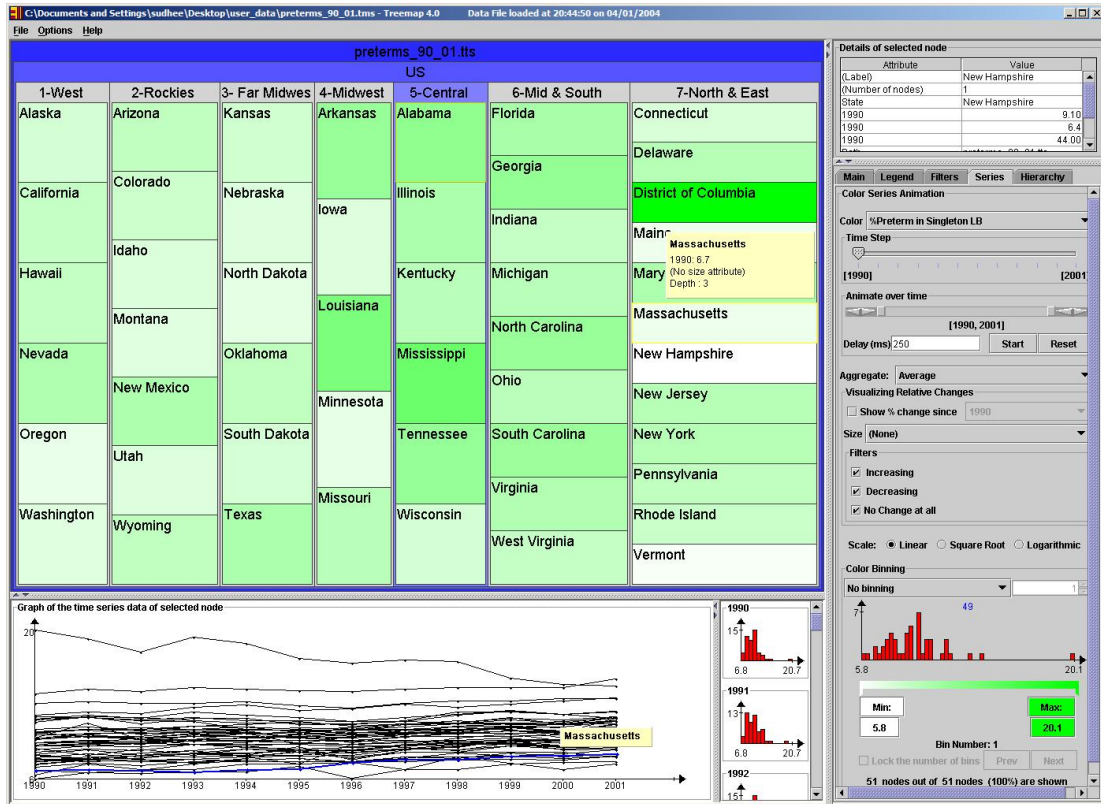 C:\Documents and Settings\sudhee\Desktop\user_data\preterms_90_01.tms - Treemap 4.0 Data File loaded at 20:44:50 on 04/01/2004
File Options Help
preterms_90_01.tts
US
1-West 2-Rockies 3- Far Midwes 4-Midwest 5-Central 6-Mid & South 7-North & East
Alaska
California
Hawaii
Nevada
Oregon
Washington
Arizona
Colorado
Idaho
Montana
New Mexico
Utah
Wyoming
Kansas
Nebraska
North Dakota
Oklahoma
South Dakota
Texas
Arkansas
Iowa
Louisiana
Minnesota
Missouri
Alabama
Illinois
Kentucky
Mississippi
Tennessee
Wisconsin
Florida
Georgia
Indiana
Michigan
North Carolina
Ohio
South Carolina
Virginia
West Virginia
Connecticut
Delaware
District of Columbia
Maine
Mary
Massachusetts
1990: 6.7
(No size attribute)
Depth : 3
Massachusetts
New Hampshire
New Jersey
New York
Pennsylvania
Rhode Island
Vermont
Graph of the time series data of selected node
20
6
Massachusetts
1990 1991 1992 1993 1994 1995 1996 1997 1998 1999 2000 2001
1990
15
6.8 20.7
1991
13
6.8 20.7
1992
15
Details of selected node
Attribute Value
(Label) New Hampshire
(Number of nodes) 1
State New Hampshire
1990 9.10
1990 6.4
1990 44.00
Main Legend Filters Series Hierarchy
Color Series Animation
Color %Preterm in Singleton LB
Time Step
[1990] [2001]
Animate over time
[1990, 2001]
Delay (ms) 250 Start Reset
Aggregate: Average
Visualizing Relative Changes
Show % change since 1990
Size (None)
Filters
Increasing
Decreasing
No Change at all
Scale: Linear Square Root Logarithmic
Color Binning
No binning 1
7 49
5.8 20.1
Min: Max:
5.8 20.1
Bin Number: 1
Lock the number of bins Prev Next
51 nodes out of 51 nodes (100%) are shown